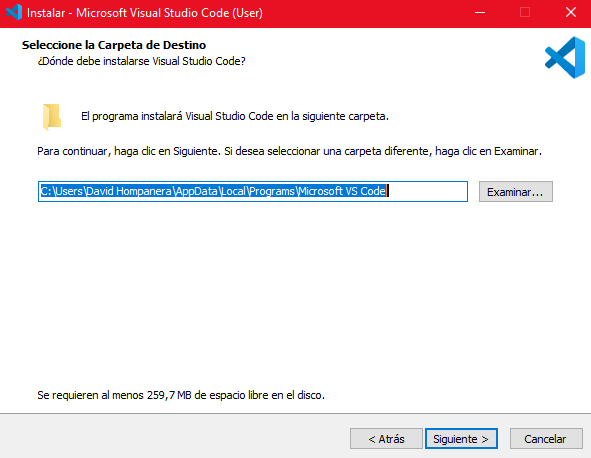 Instalar - Microsoft Visual Studio Code (User)
Seleccione la Carpeta de Destino
¿Dónde debe instalarse Visual Studio Code?
El programa instalará Visual Studio Code en la siguiente carpeta.
Para continuar, haga clic en Siguiente. Si desea seleccionar una carpeta diferente, haga clic en Examinar.
C:\Users\David Hompanera\AppData\Local\Programs\Microsoft VS Code
Examinar...
Se requieren al menos 259,7 MB de espacio libre en el disco.
< Atrás
Siguiente >
Cancelar